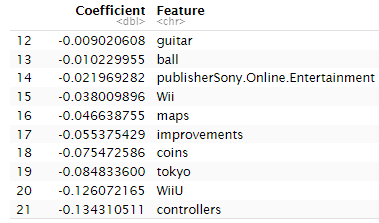 Coefficient Feature
<dbl> <chr>
12 -0.009020608 guitar
13 -0.010229955 ball
14 -0.021969282 publisherSony.Online.Entertainment
15 -0.038009896 Wii
16 -0.046638755 maps
17 -0.055375429 improvements
18 -0.075472586 coins
19 -0.084833600 tokyo
20 -0.126072165 WiiU
21 -0.134310511 controllers